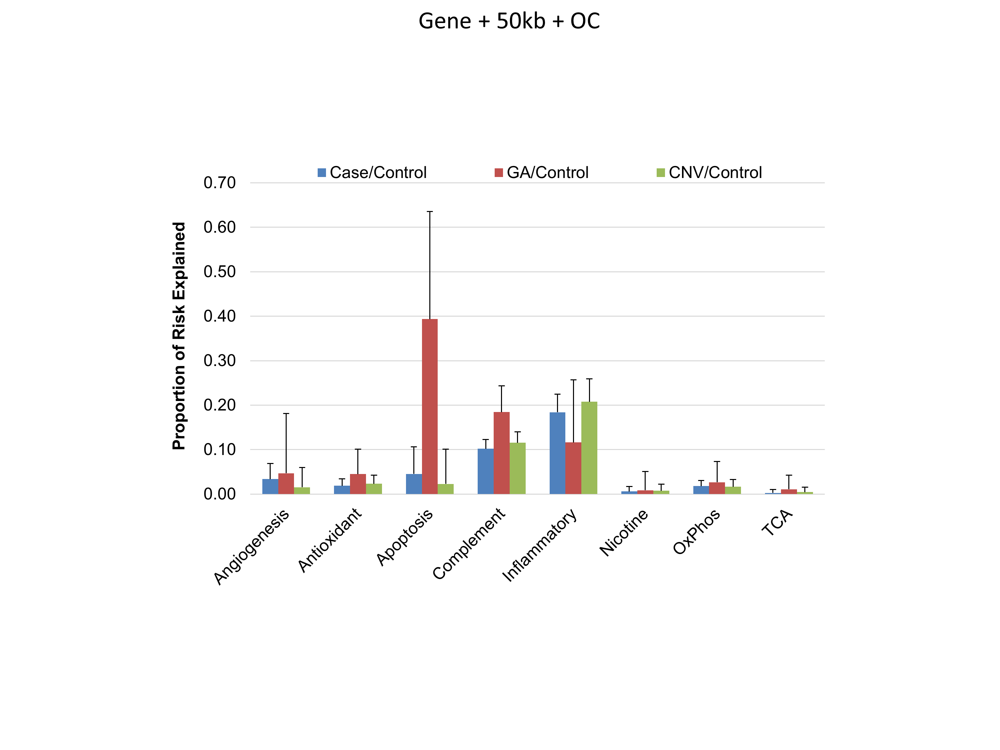 Gene + 50kb + OC
Case/Control
GA/Control
CNV/Control
Proportion of Risk Explained
0.70
0.60
0.50
0.40
0.30
0.20
0.10
0.00
Angiogenesis
Antioxidant
Apoptosis
Complement
Inflammatory
Nicotine
OxPhos
TCA